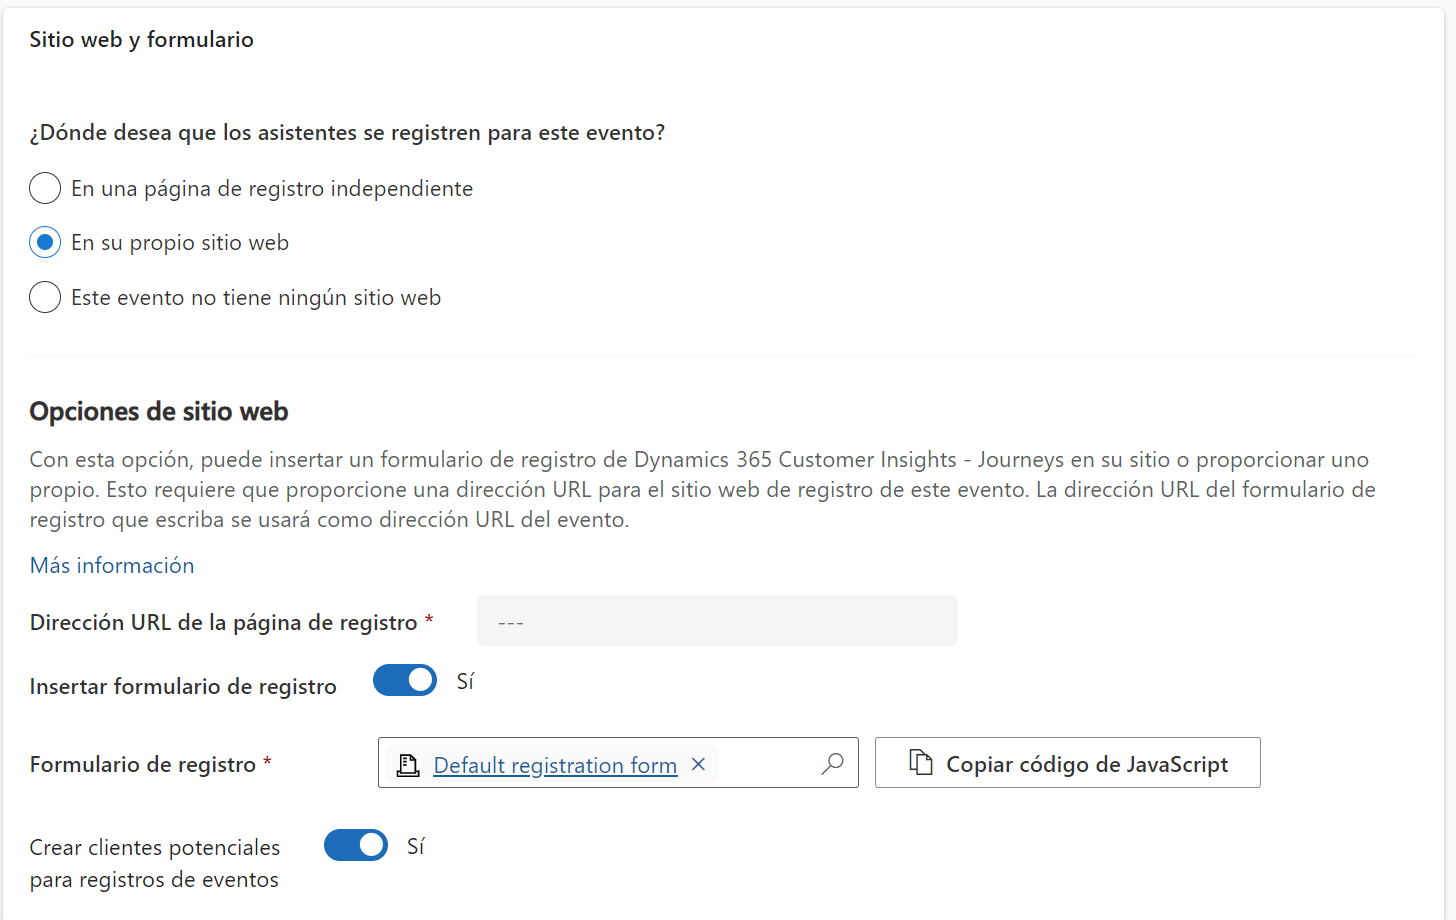 Sitio web y formulario
¿Dónde desea que los asistentes se registren para este evento?
En una página de registro independiente
En su propio sitio web
Este evento no tiene ningún sitio web
Opciones de sitio web
Con esta opción, puede insertar un formulario de registro de Dynamics 365 Customer Insights - Journeys en su sitio o proporcionar uno
propio. Esto requiere que proporcione una dirección URL para el sitio web de registro de este evento. La dirección URL del formulario de
registro que escriba se usará como dirección URL del evento.
Más información
Dirección URL de la página de registro * ---
Insertar formulario de registro Sí
Formulario de registro * Default registration form Copiar código de JavaScript
Crear clientes potenciales Sí
para registros de eventos